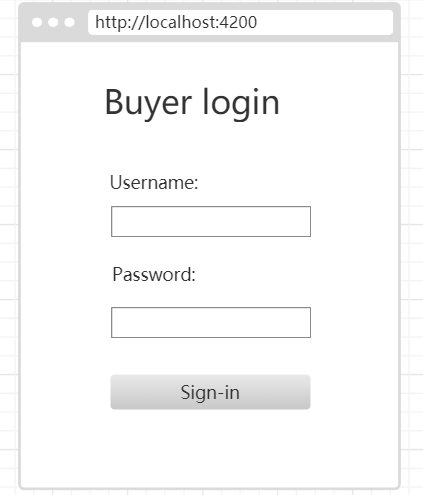 http://localhost:4200
Buyer login
Username:
Password:
Sign-in